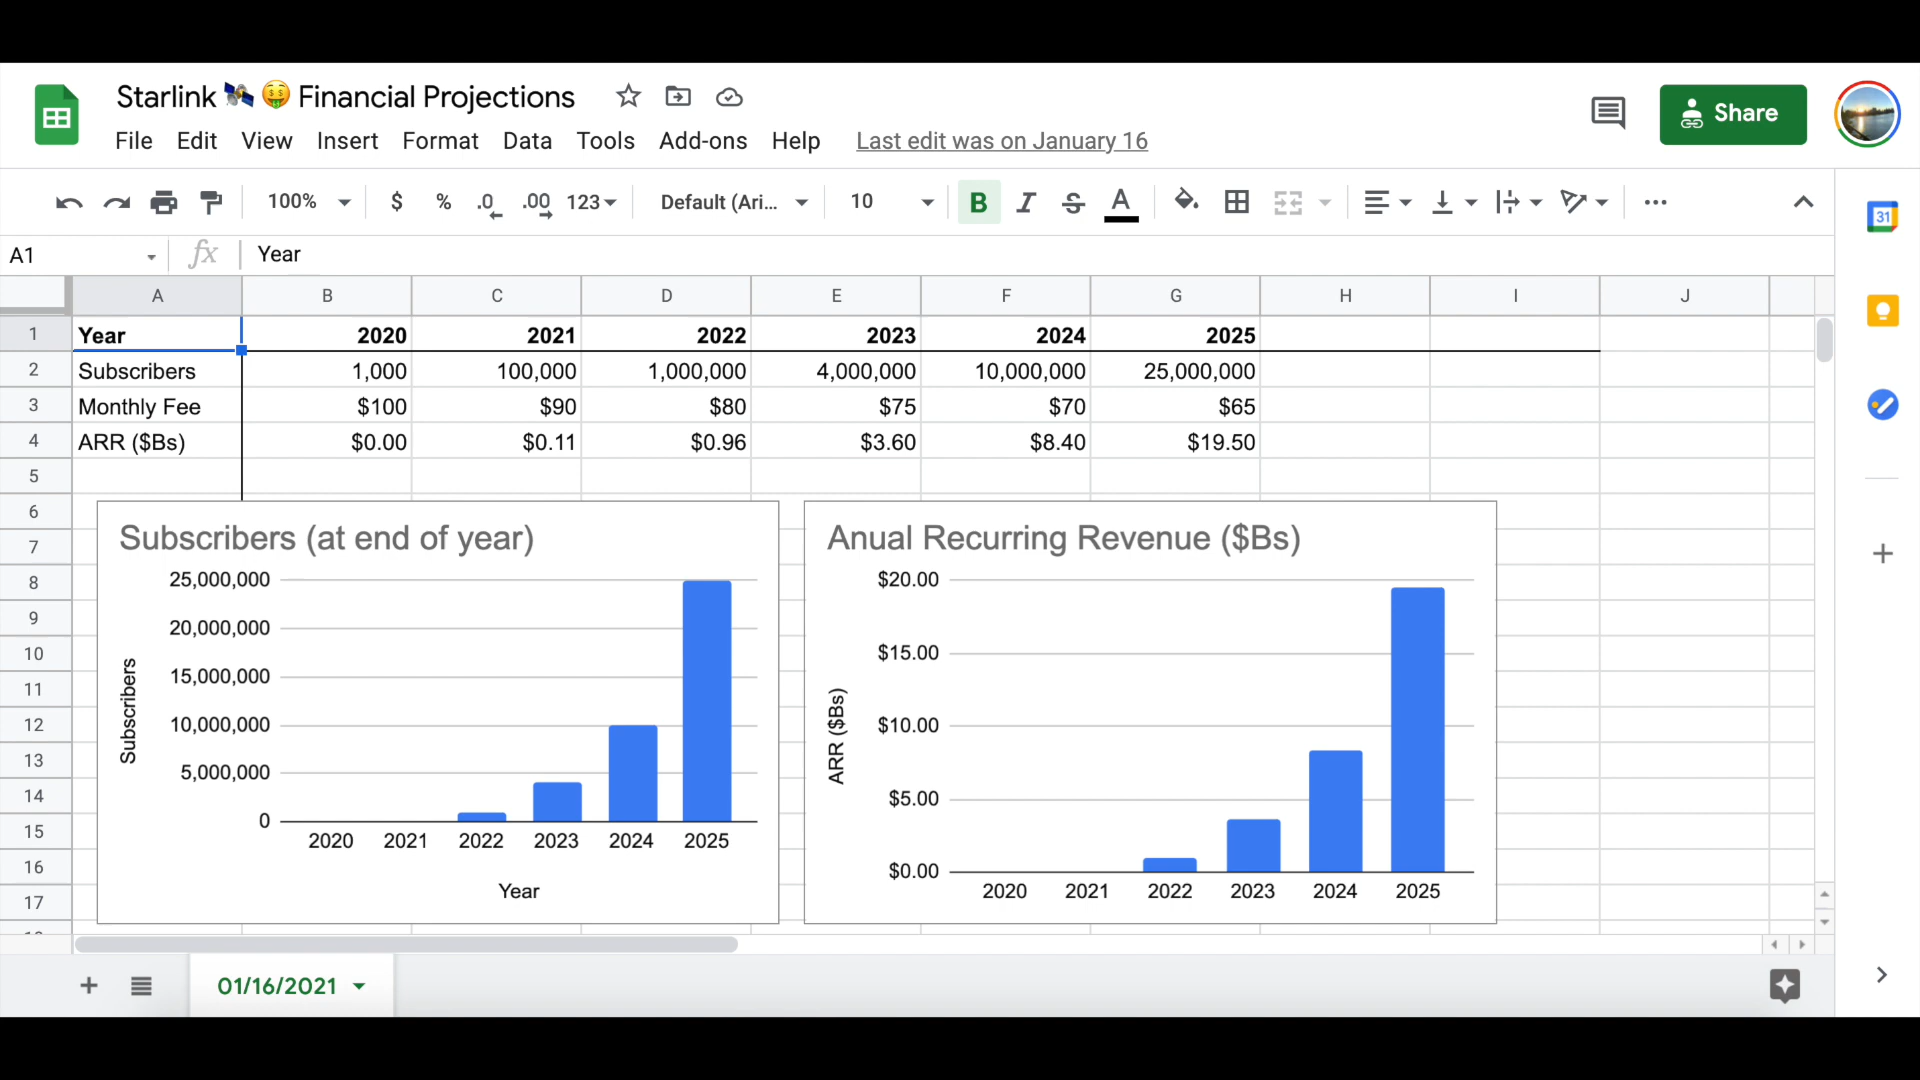 Starlink 🛰️ 🤑 Financial Projections
File Edit View Insert Format Data Tools Add-ons Help Last edit was on January 16
Share
100% $ % .0 .00 123 Default (Ari... 10 B I S A
31
A1 fx Year
A B C D E F G H I J
1 Year 2020 2021 2022 2023 2024 2025
2 Subscribers 1,000 100,000 1,000,000 4,000,000 10,000,000 25,000,000
3 Monthly Fee $100 $90 $80 $75 $70 $65
4 ARR ($Bs) $0.00 $0.11 $0.96 $3.60 $8.40 $19.50
5
6
7
8
9
10
11
12
13
14
15
16
17
Subscribers (at end of year)
25,000,000
20,000,000
15,000,000
10,000,000
5,000,000
0
Subscribers
2020 2021 2022 2023 2024 2025
Year
Anual Recurring Revenue ($Bs)
$20.00
$15.00
$10.00
$5.00
$0.00
ARR ($Bs)
2020 2021 2022 2023 2024 2025
01/16/2021